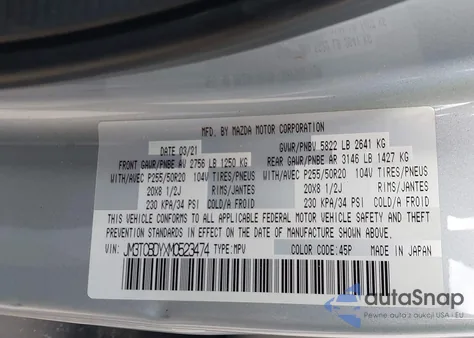 MFD. BY MAZDA MOTOR CORPORATION
DATE 03/21 GVWR/PNBV 5822 LB 2641 KG
FRONT GAWR/PNBE AV 2756 LB 1250 KG REAR GAWR/PNBE AR 3146 LB 1427 KG
WITH/AVEC P255/50R20 104V TIRES/PNEUS WITH/AVEC P255/50R20 104V TIRES/PNEUS
20X8 1/2J RIMS/JANTES 20X8 1/2J RIMS/JANTES
230 KPA/34 PSI COLD/A FROID 230 KPA/34 PSI COLD/A FROID
THIS VEHICLE CONFORMS TO ALL APPLICABLE FEDERAL MOTOR VEHICLE SAFETY AND THEFT
PREVENTION STANDARDS IN EFFECT ON THE DATE OF MANUFACTURE SHOWN ABOVE.
VIN: JM3TCBDYXM0523474 TYPE: MPV COLOR CODE: 45P MADE IN JAPAN
autoSnap
Pewne auta z USA i EU